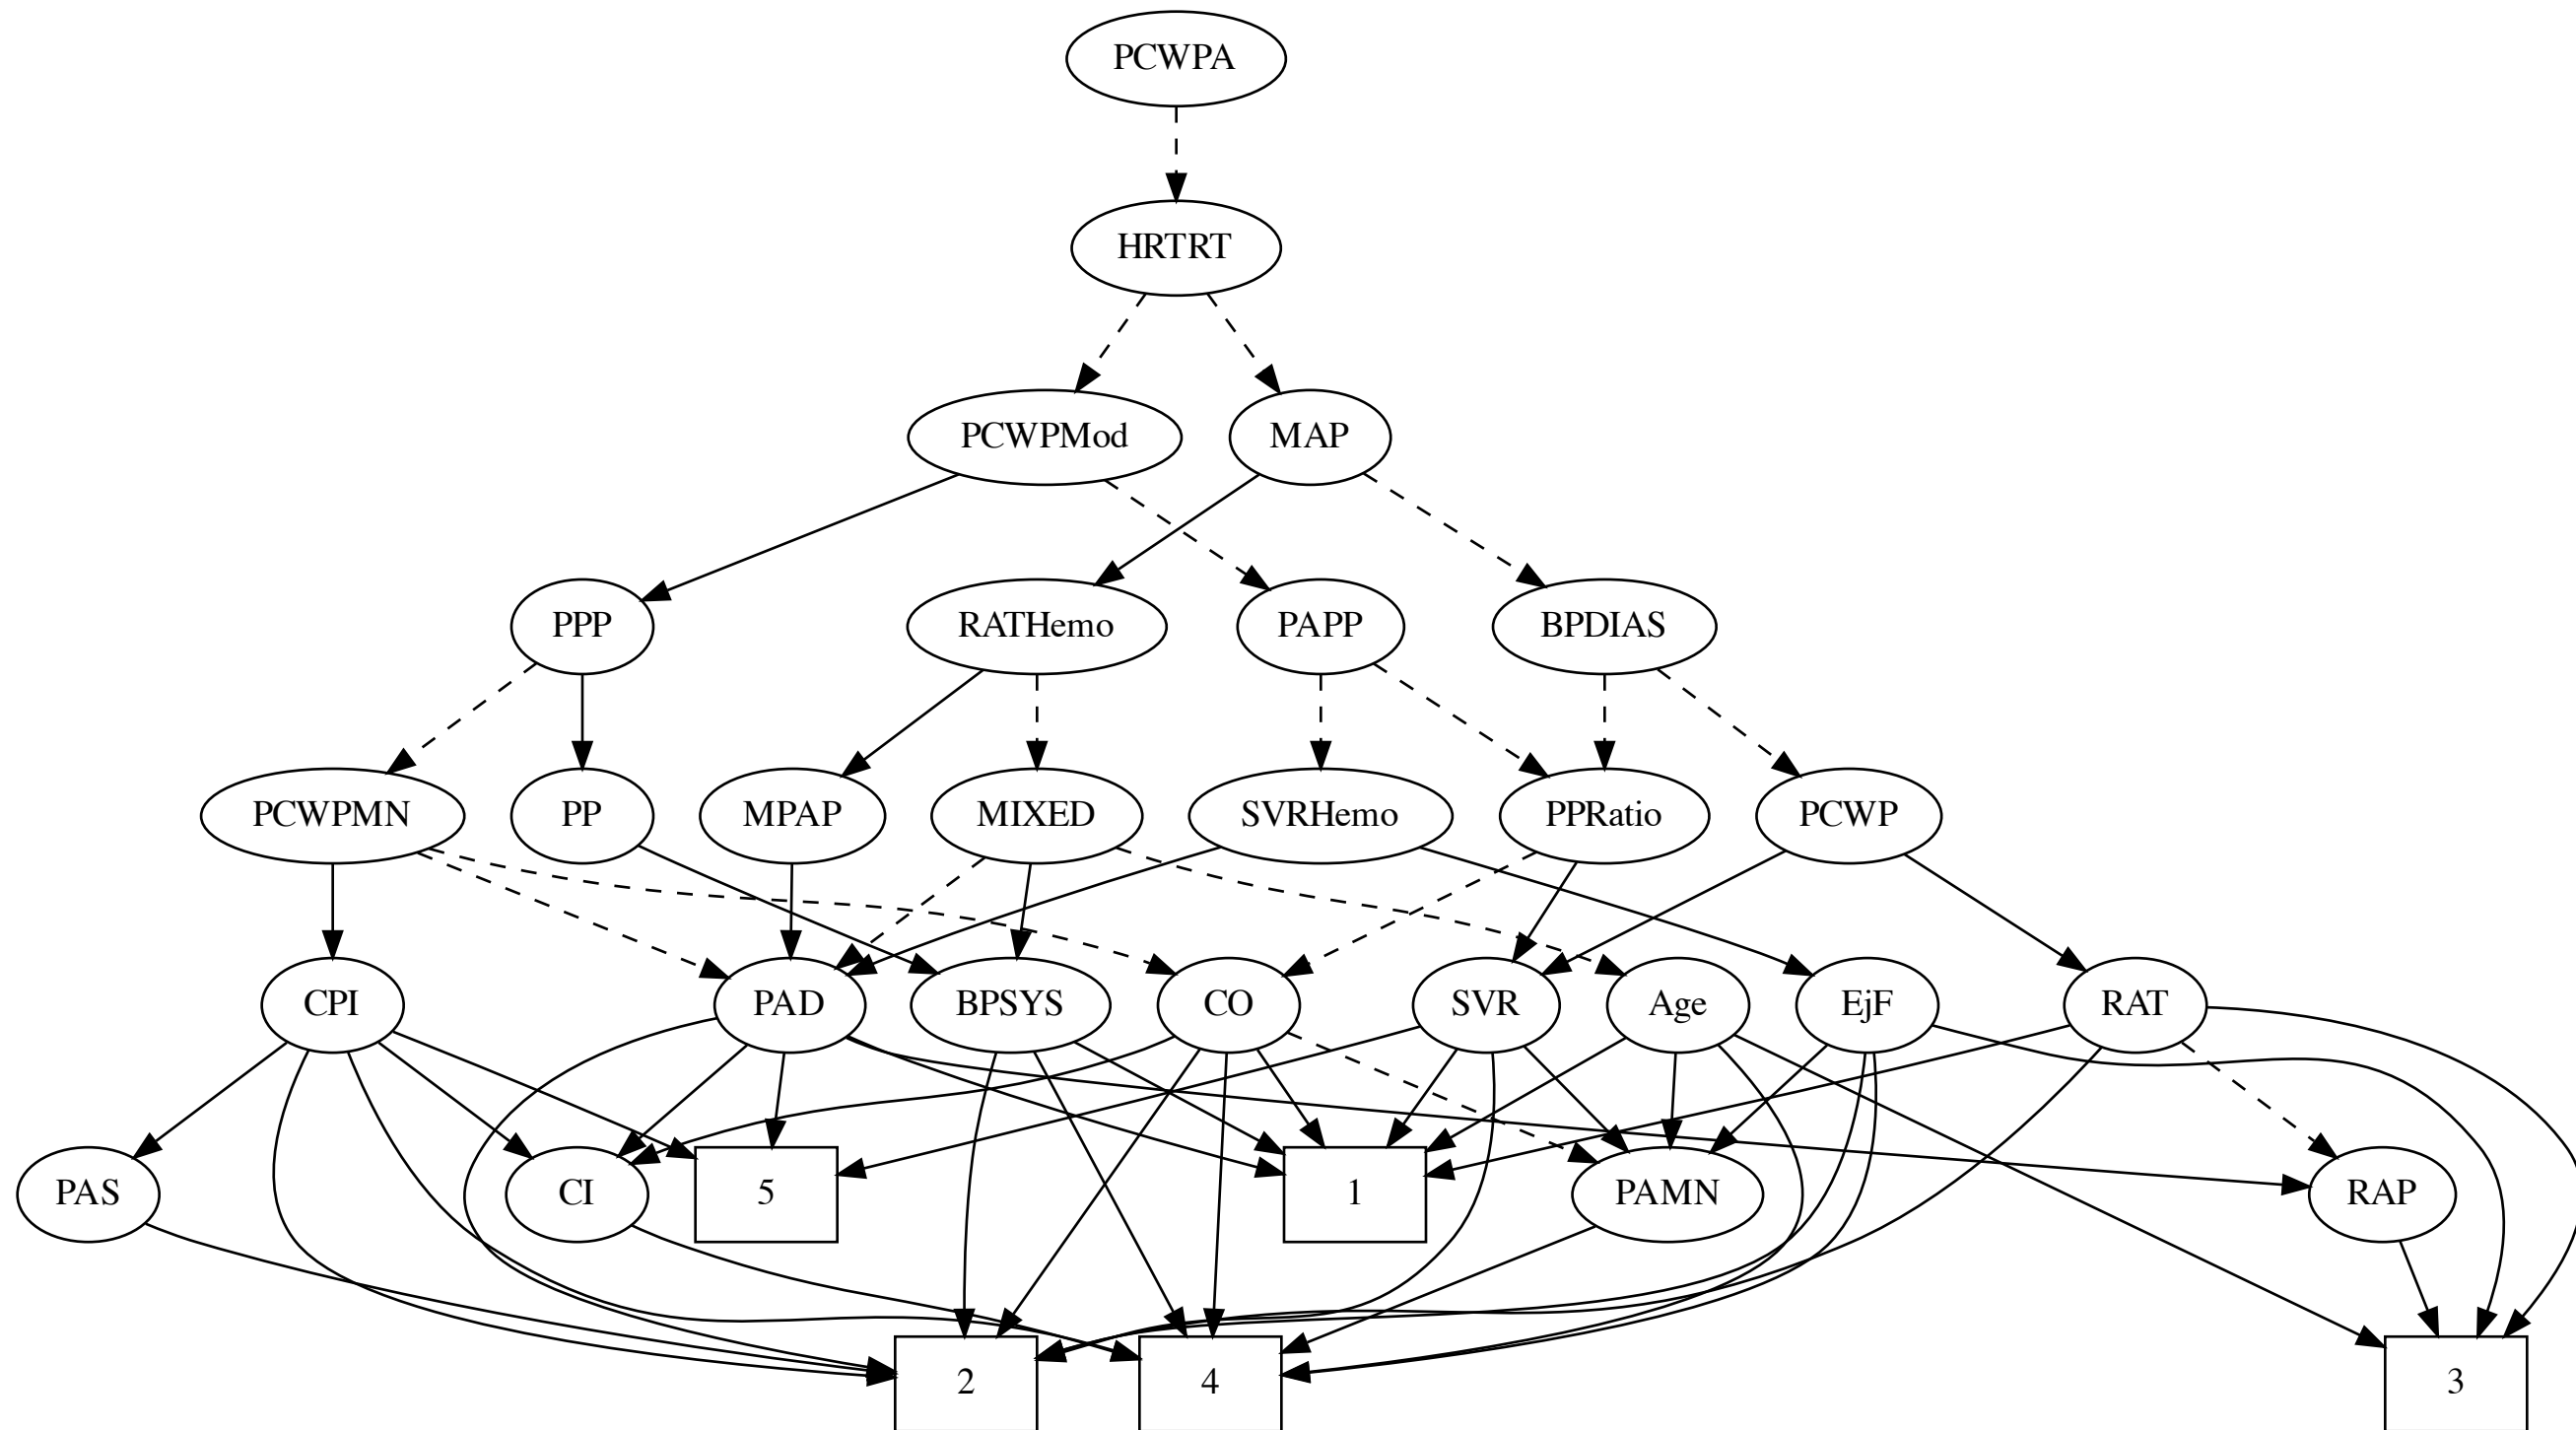 PCWPA
HRTRT
PCWPMod
MAP
PPP
RATHemo
PAPP
BPDIAS
PCWPMN
PP
MPAP
MIXED
SVRHemo
PPRatio
PCWP
CPI
PAD
BPSYS
CO
SVR
Age
EjF
RAT
PAS
CI
5
1
PAMN
RAP
2
4
3